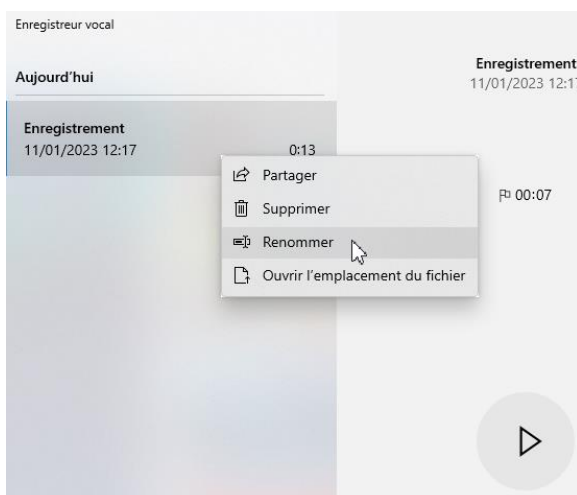 Enregistreur vocal
Aujourd'hui
Enregistrement
11/01/2023 12:17
0:13
Partager
Supprimer
Renommer
Ouvrir l'emplacement du fichier
Enregistrement
11/01/2023 12:17
00:07